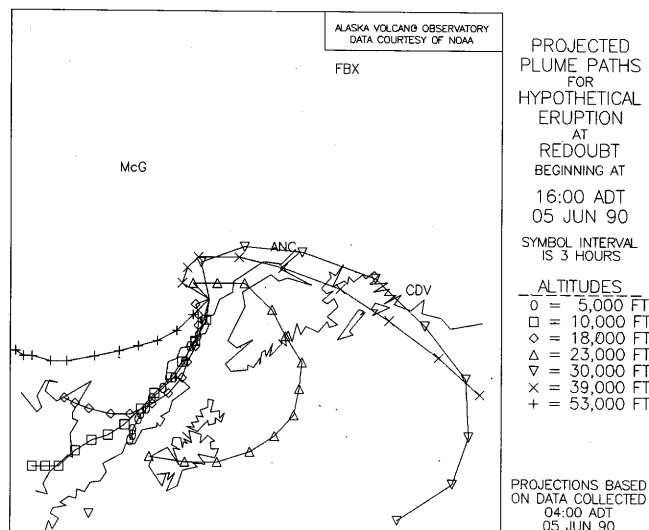 ALASKA VOLCANO OBSERVATORY
DATA COURTESY OF NOAA
FBX
McG
ANC
CDV
PROJECTED
PLUME PATHS
FOR
HYPOTHETICAL
ERUPTION
AT
REDOUBT
BEGINNING AT
16:00 ADT
05 JUN 90
SYMBOL INTERVAL
IS 3 HOURS
ALTITUDES
0 = 5,000 FT
□ = 10,000 FT
◇ = 18,000 FT
△ = 23,000 FT
▽ = 30,000 FT
× = 39,000 FT
+ = 53,000 FT
PROJECTIONS BASED
ON DATA COLLECTED
04:00 ADT
05 JUN 90